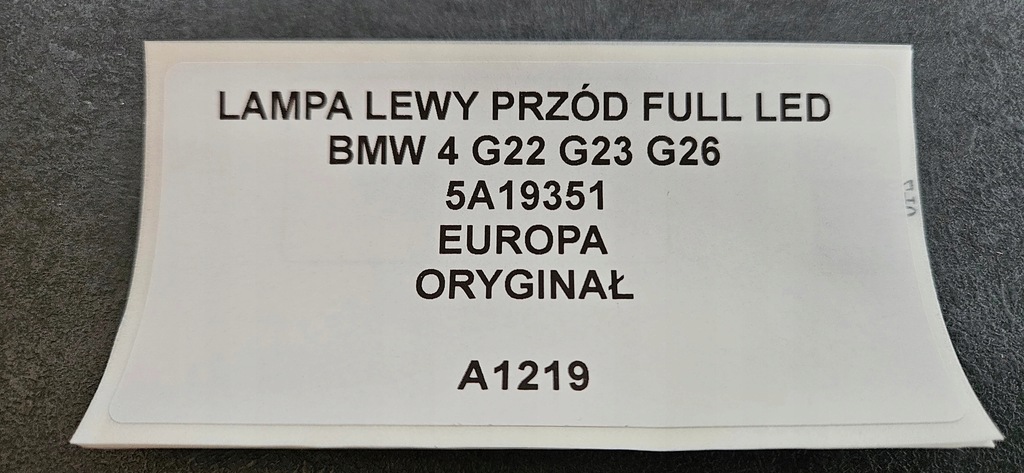 LAMPA LEWY PRZÓD FULL LED
BMW 4 G22 G23 G26
5A19351
EUROPA
ORYGINAŁ
A1219